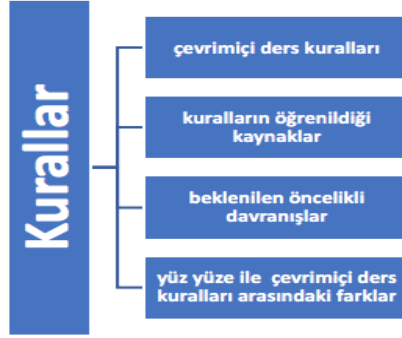 Kurallar
çevrimiçi ders kuralları
kuralların öğrenildiği
kaynaklar
beklenilen öncelikli
davranışlar
yüz yüze ile çevrimiçi ders
kuralları arasındaki farklar